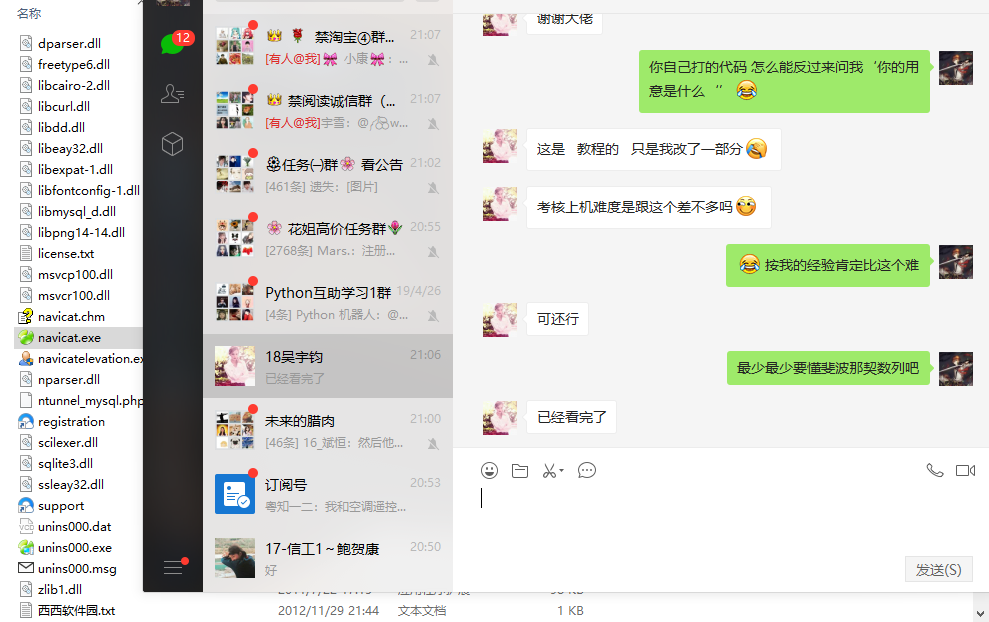 名称
dparser.dll
freetype6.dll
libcairo-2.dll
libcurl.dll
libdd.dll
libeay32.dll
libexpat-1.dll
libfontconfig-1.dll
libmysql_d.dll
libpng14-14.dll
license.txt
msvcp100.dll
msvcr100.dll
navicat.chm
navicat.exe
navicatelevation.ex
nparser.dll
ntunnel_mysql.php
registration
scilexer.dll
sqlite3.dll
ssleay32.dll
support
unins000.dat
unins000.exe
unins000.msg
zlib1.dll
西西软件园.txt
2012/11/29 21:44 文本文档 1 KB
12
👑 🌹 禁淘宝④群... 21:07
[有人@我]🎀 小康🎀：...
👑 禁阅读诚信群（... 21:07
[有人@我]宇雪：@
任务㈠群🌸 看公告 21:02
[461条] 遗失：[图片]
🌸 花姐高价任务群🌷 20:55
[2768条] Mars.：注册...
Python互助学习1群 19/4/26
[4条] Python 机器人：@...
18吴宇钧 21:06
已经看完了
未来的腊肉 21:00
[46条] 16_斌恒：然后他...
订阅号 20:53
粤知一二：我和空调遥控...
17-信工1～鲍贺康 20:50
好
谢谢大佬
你自己打的代码 怎么能反过来问我‘你的用
意是什么 “ 😂
这是 教程的 只是我改了一部分
考核上机难度是跟这个差不多吗
😂 按我的经验肯定比这个难
可还行
最少最少要懂斐波那契数列吧
已经看完了
发送(S)